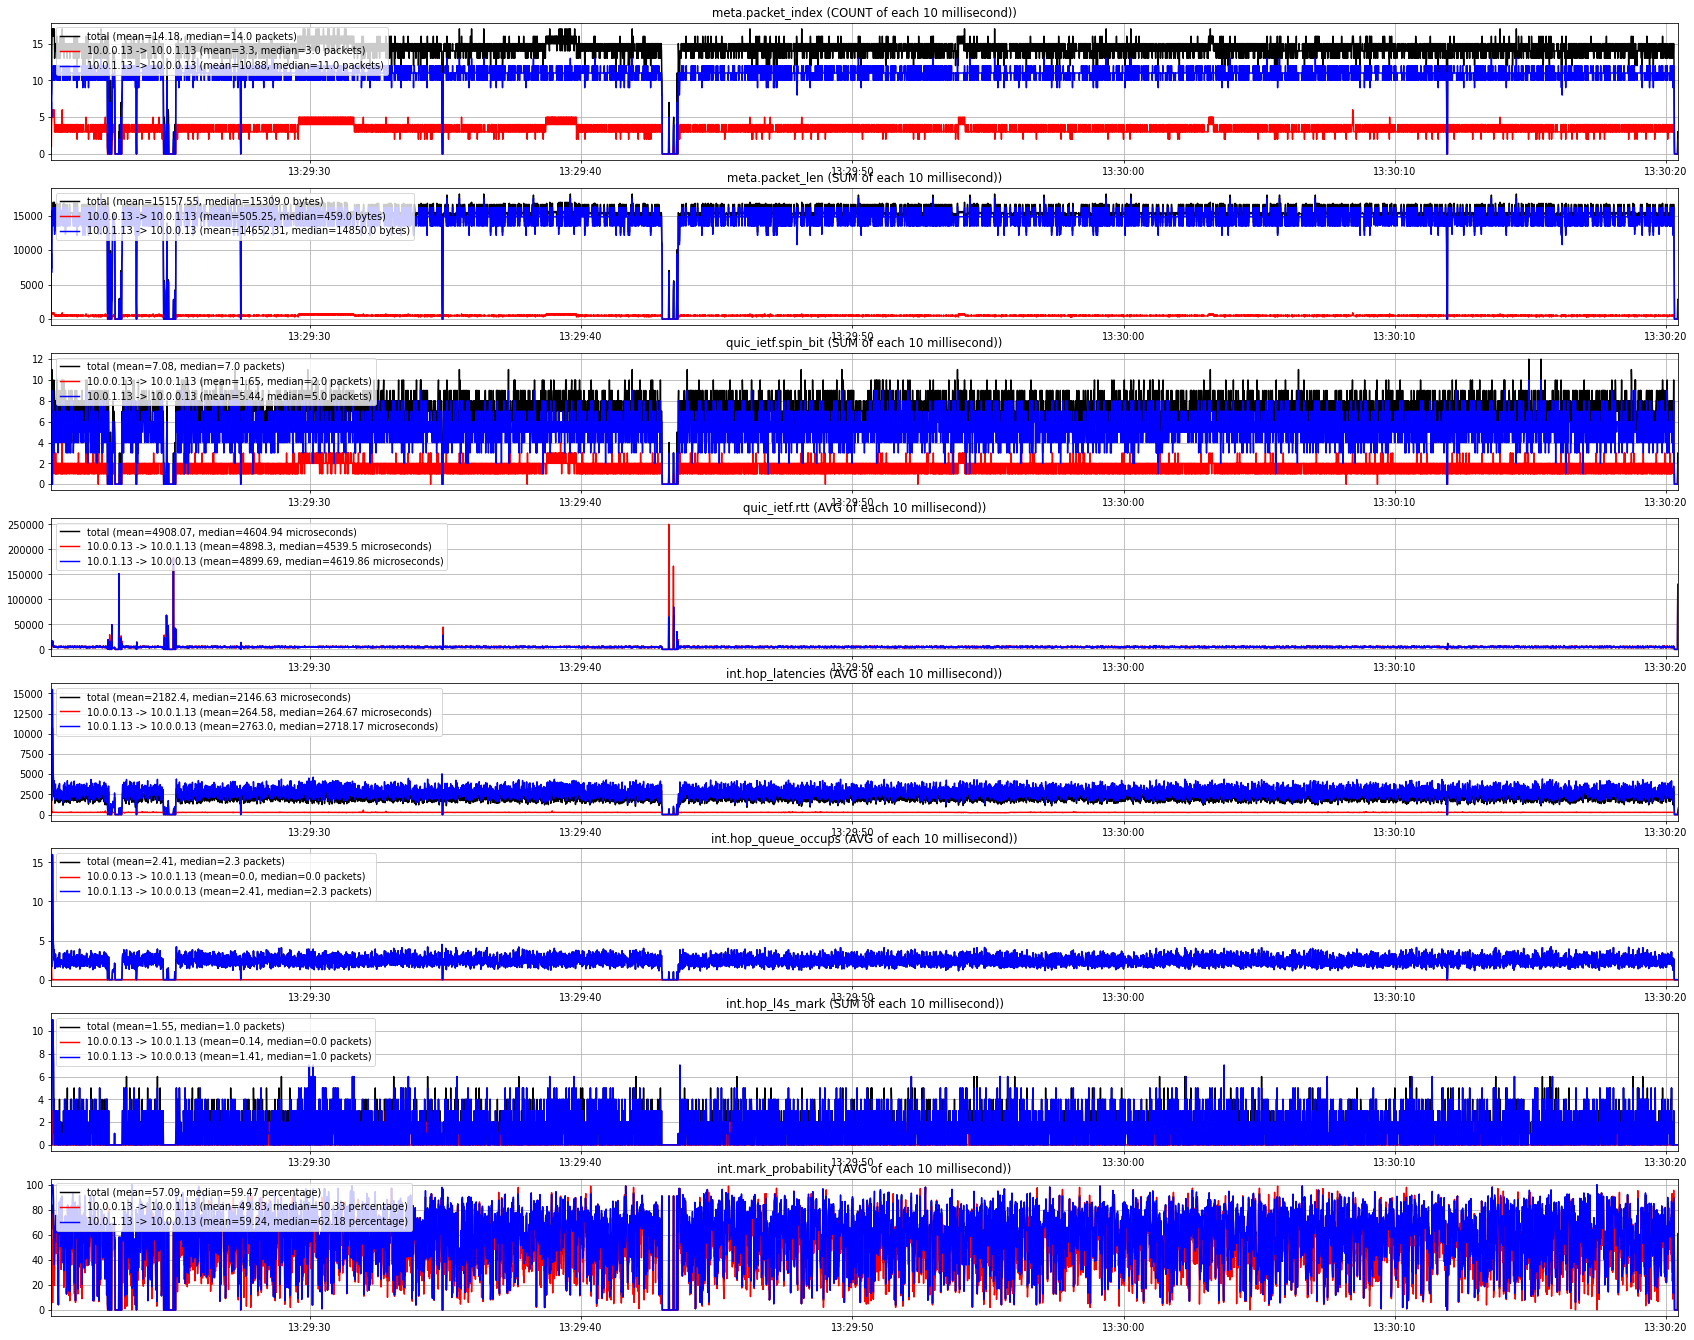 meta.packet_index (COUNT of each 10 millisecond))
total (mean=14.18, median=14.0 packets)
10.0.0.13 -> 10.0.1.13 (mean=3.3, median=3.0 packets)
10.0.1.13 -> 10.0.0.13 (mean=10.88, median=11.0 packets)
15
10
5
0
13:29:30 13:29:40 13:29:50 13:30:00 13:30:10 13:30:20
meta.packet_len (SUM of each 10 millisecond))
total (mean=15157.55, median=15309.0 bytes)
10.0.0.13 -> 10.0.1.13 (mean=505.25, median=459.0 bytes)
10.0.1.13 -> 10.0.0.13 (mean=14652.31, median=14850.0 bytes)
15000
10000
5000
0
13:29:30 13:29:40 13:29:50 13:30:00 13:30:10 13:30:20
quic_ietf.spin_bit (SUM of each 10 millisecond))
total (mean=7.08, median=7.0 packets)
10.0.0.13 -> 10.0.1.13 (mean=1.65, median=2.0 packets)
10.0.1.13 -> 10.0.0.13 (mean=5.44, median=5.0 packets)
12
10
8
6
4
2
0
13:29:30 13:29:40 13:29:50 13:30:00 13:30:10 13:30:20
quic_ietf.rtt (AVG of each 10 millisecond))
total (mean=4908.07, median=4604.94 microseconds)
10.0.0.13 -> 10.0.1.13 (mean=4898.3, median=4539.5 microseconds)
10.0.1.13 -> 10.0.0.13 (mean=4899.69, median=4619.86 microseconds)
250000
200000
150000
100000
50000
0
13:29:30 13:29:40 13:29:50 13:30:00 13:30:10 13:30:20
int.hop_latencies (AVG of each 10 millisecond))
total (mean=2182.4, median=2146.63 microseconds)
10.0.0.13 -> 10.0.1.13 (mean=264.58, median=264.67 microseconds)
10.0.1.13 -> 10.0.0.13 (mean=2763.0, median=2718.17 microseconds)
15000
12500
10000
7500
5000
2500
0
13:29:30 13:29:40 13:29:50 13:30:00 13:30:10 13:30:20
int.hop_queue_occups (AVG of each 10 millisecond))
total (mean=2.41, median=2.3 packets)
10.0.0.13 -> 10.0.1.13 (mean=0.0, median=0.0 packets)
10.0.1.13 -> 10.0.0.13 (mean=2.41, median=2.3 packets)
15
10
5
0
13:29:30 13:29:40 13:29:50 13:30:00 13:30:10 13:30:20
int.hop_l4s_mark (SUM of each 10 millisecond))
total (mean=1.55, median=1.0 packets)
10.0.0.13 -> 10.0.1.13 (mean=0.14, median=0.0 packets)
10.0.1.13 -> 10.0.0.13 (mean=1.41, median=1.0 packets)
10
8
6
4
2
0
13:29:30 13:29:40 13:29:50 13:30:00 13:30:10 13:30:20
int.mark_probability (AVG of each 10 millisecond))
total (mean=57.09, median=59.47 percentage)
10.0.0.13 -> 10.0.1.13 (mean=49.83, median=50.33 percentage)
10.0.1.13 -> 10.0.0.13 (mean=59.24, median=62.18 percentage)
100
80
60
40
20
0
13:29:30 13:29:40 13:29:50 13:30:00 13:30:10 13:30:20